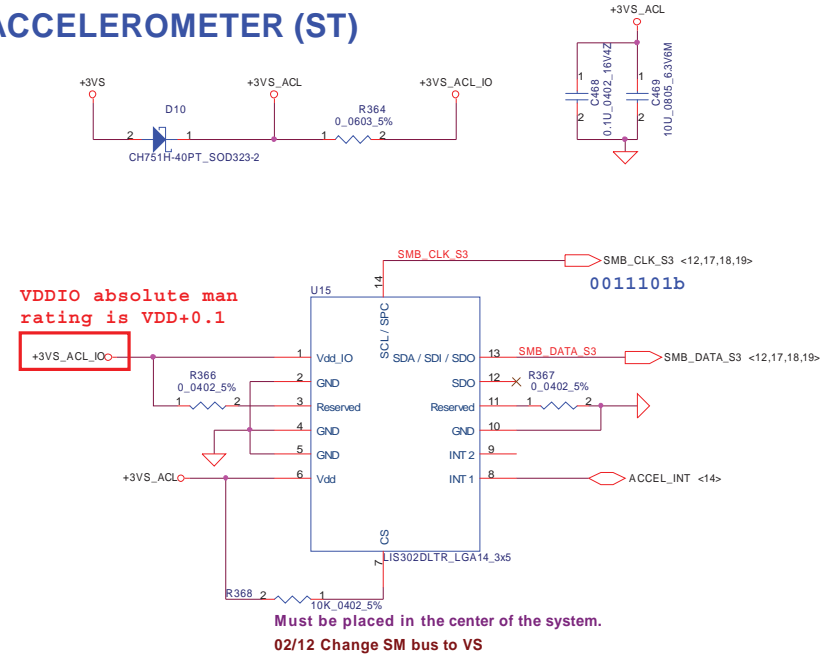 ACCELEROMETER (ST)
+3VS_ACL
+3VS
+3VS_ACL
+3VS_ACL_IO
D10
2
1
CH751H-40PT_SOD323-2
R364
0_0603_5%
1
2
1
2
C468
0.1U_0402_16V4Z
1
2
C469
10U_0805_6.3V6M
SMB_CLK_S3
SMB_CLK_S3 <12,17,18,19>
0011101b
VDDIO absolute man
rating is VDD+0.1
+3VS_ACL_IO
U15
14
SCL / SPC
1
Vdd_IO
SDA / SDI / SDO
13
SMB_DATA_S3
SMB_DATA_S3 <12,17,18,19>
R366
0_0402_5%
2
GND
SDO
12
R367
0_0402_5%
1
2
3
Reserved
Reserved
11
1
2
4
GND
GND
10
5
GND
INT2
9
+3VS_ACL
6
Vdd
INT1
8
ACCEL_INT <14>
CS
7
LIS302DLTR_LGA14_3x5
R368
2
1
10K_0402_5%
Must be placed in the center of the system.
02/12 Change SM bus to VS